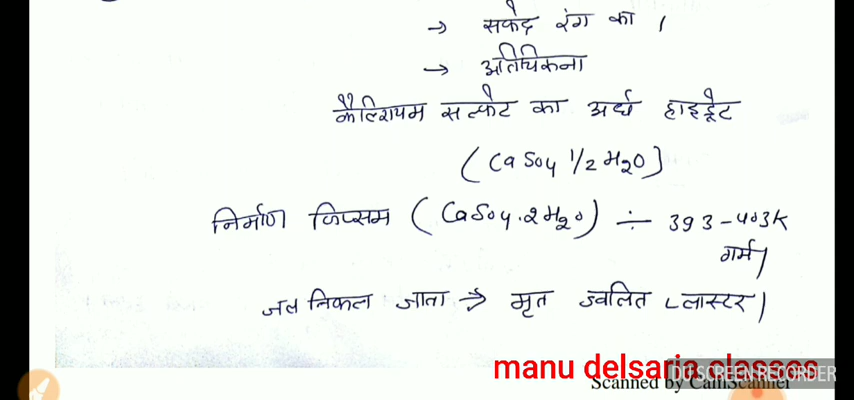 → सफेद रंग का ।
→ अतिचिकना
कैल्शियम सल्फेट का अर्ध हाइड्रेट
(CaSO4 1/2 H2O)
निर्माण जिप्सम (CaSO4.2H2O) ÷ 393-403K
गर्म।
जल निकल जाता → मृत ज्वलित प्लास्टर।
manu delsaria classes
DU SCREEN RECORDER
Scanned by CamScanner